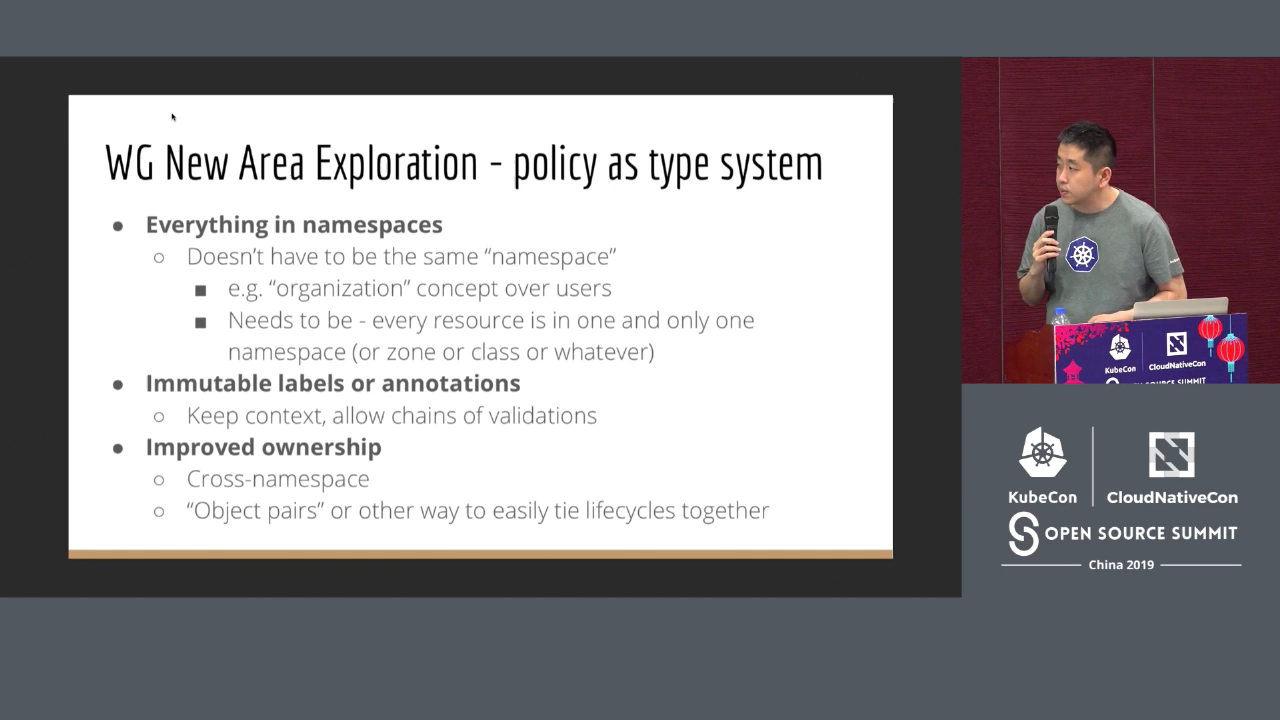 WG New Area Exploration - policy as type system
● Everything in namespaces
○ Doesn’t have to be the same “namespace”
■ e.g. “organization” concept over users
■ Needs to be - every resource is in one and only one
namespace (or zone or class or whatever)
● Immutable labels or annotations
○ Keep context, allow chains of validations
● Improved ownership
○ Cross-namespace
○ “Object pairs” or other way to easily tie lifecycles together
KubeCon
CloudNativeCon
SUMMIT
KubeCon
CloudNativeCon
OPEN SOURCE SUMMIT
China 2019